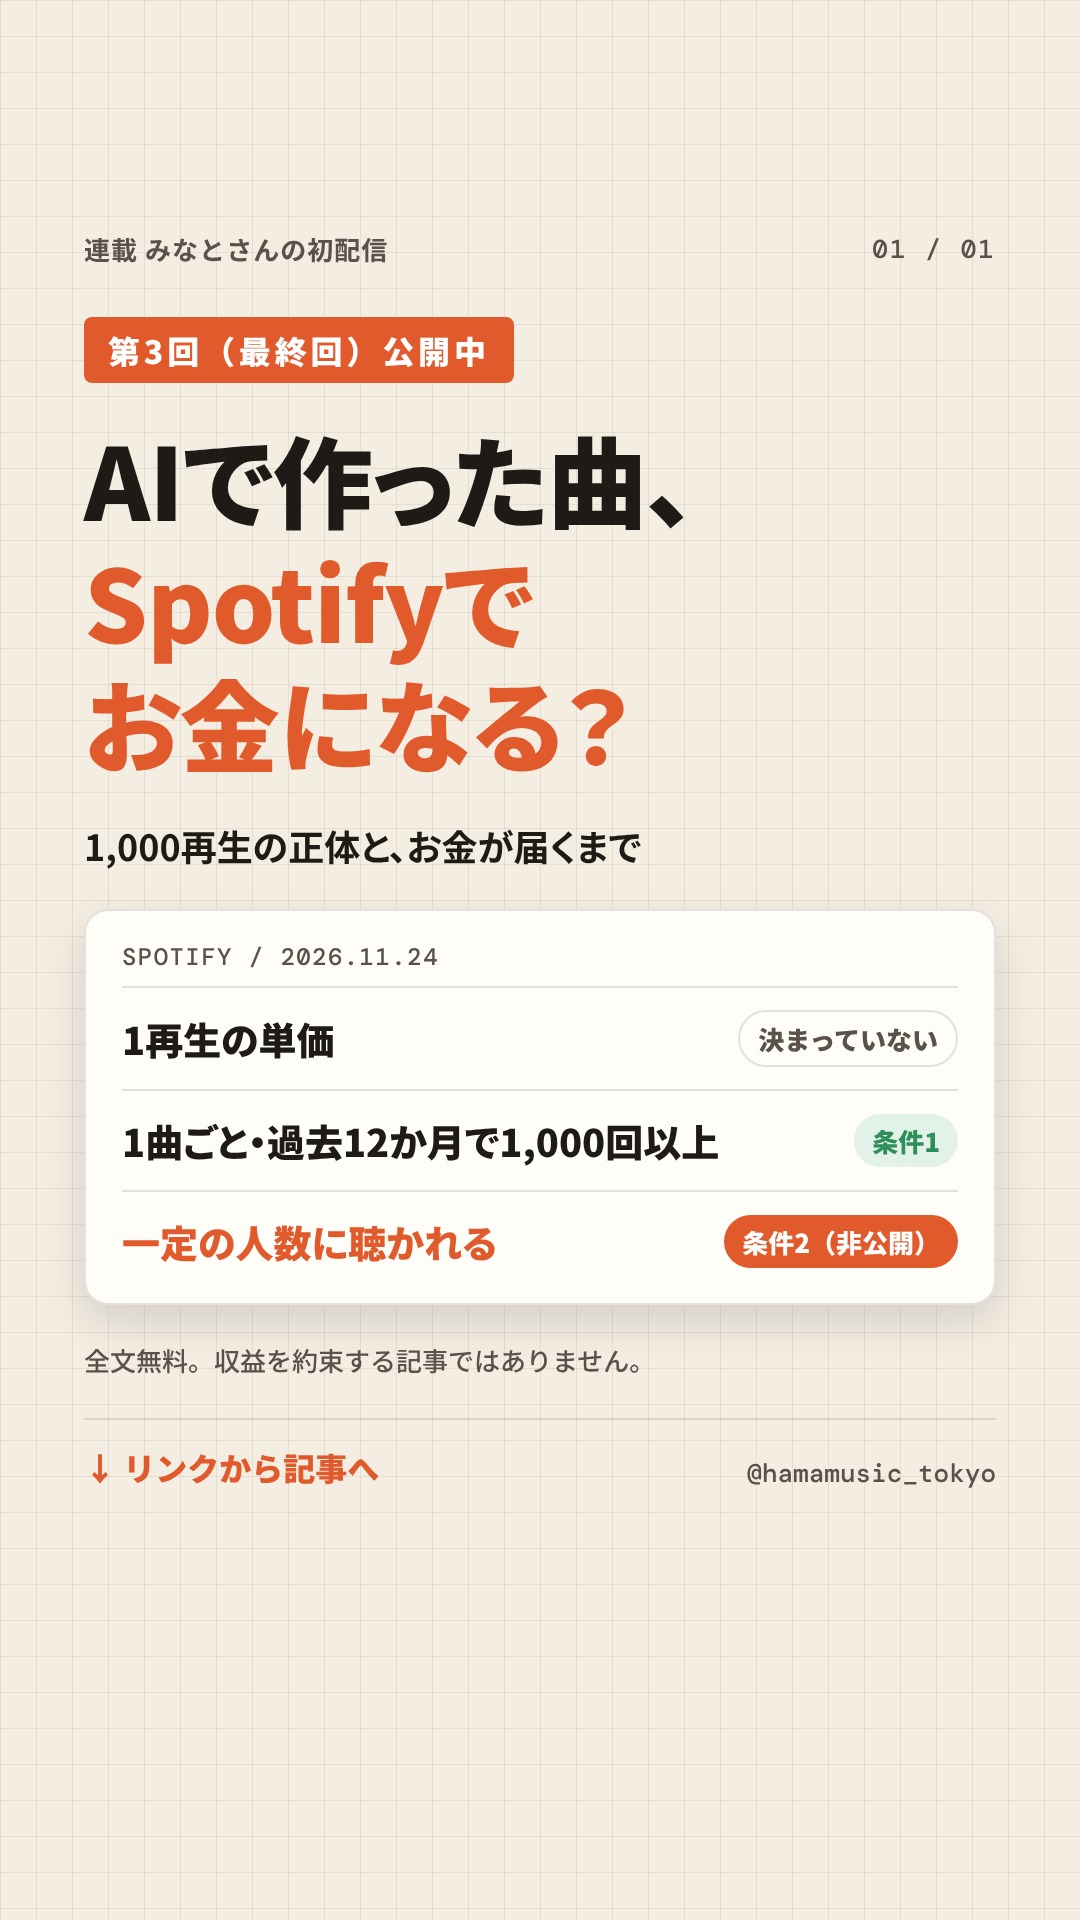 連載 みなとさんの初配信
01 / 01
第3回（最終回）公開中
AIで作った曲、
Spotifyで
お金になる？
1,000再生の正体と、お金が届くまで
SPOTIFY / 2026.11.24
1再生の単価
決まっていない
1曲ごと・過去12か月で1,000回以上
条件1
一定の人数に聴かれる
条件2（非公開）
全文無料。収益を約束する記事ではありません。
↓ リンクから記事へ
@hamamusic_tokyo